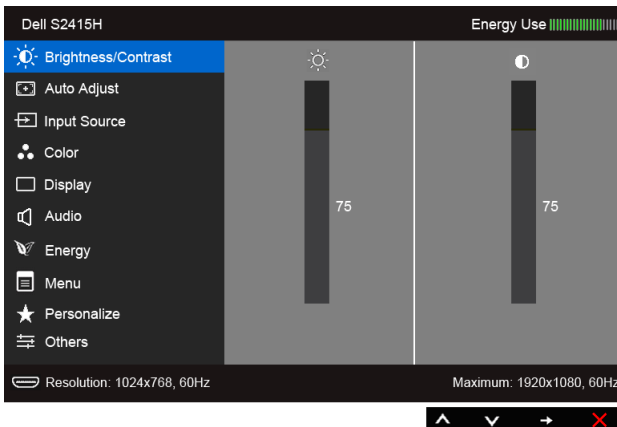 Dell S2415H
Energy Use
Brightness/Contrast
Auto Adjust
Input Source
Color
Display
Audio
Energy
Menu
Personalize
Others
75
75
Resolution: 1024x768, 60Hz
Maximum: 1920x1080, 60Hz